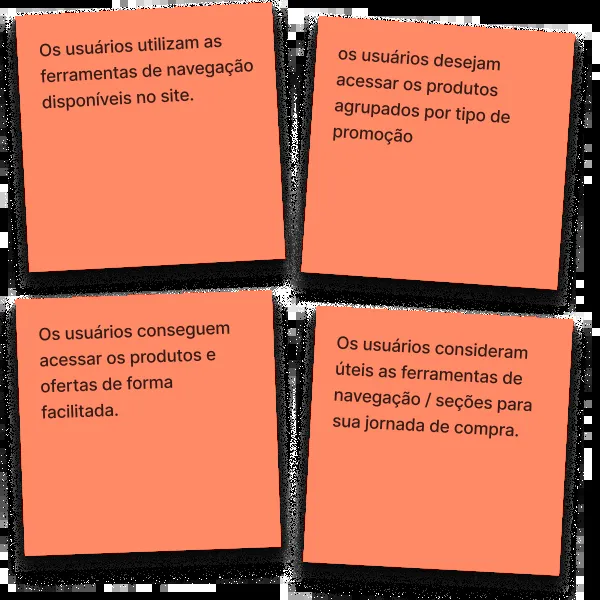 Os usuários utilizam as
ferramentas de navegação
disponíveis no site.
os usuários desejam
acessar os produtos
agrupados por tipo de
promoção
Os usuários conseguem
acessar os produtos e
ofertas de forma
facilitada.
Os usuários consideram
úteis as ferramentas de
navegação / seções para
sua jornada de compra.